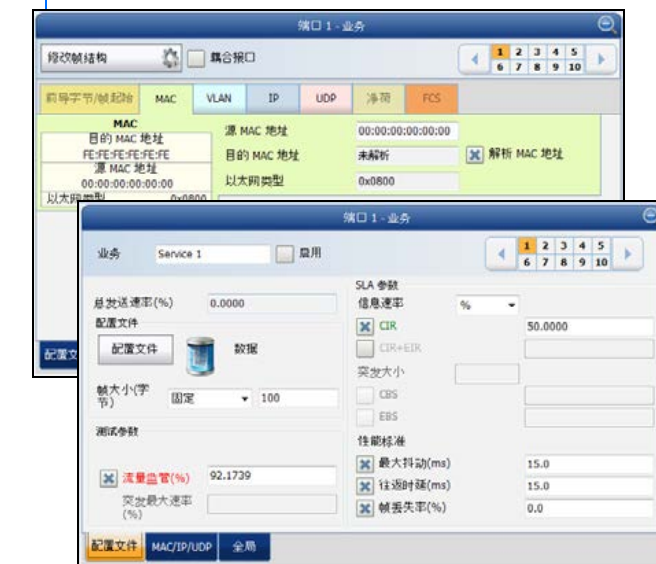 端口 1 - 业务
修改帧结构
耦合接口
1 2 3 4 5
6 7 8 9 10
前导字节/帧起始 MAC VLAN IP UDP 净荷 FCS
MAC
目的 MAC 地址
FE:FE:FE:FE:FE:FE
源 MAC 地址
00:00:00:00:00:00
以太网类型 0x0800
源 MAC 地址 00:00:00:00:00:00
目的 MAC 地址 未解析 解析 MAC 地址
以太网类型 0x0800
配置文
端口 1 - 业务
业务 Service 1 启用
1 2 3 4 5
6 7 8 9 10
总发送速率(%) 0.0000
配置文件
配置文件 数据
帧大小(字节) 固定 100
测试参数
流量监管(%) 92.1739
突发最大速率(%)
SLA 参数
信息速率 %
CIR 50.0000
CIR+EIR
突发大小
CBS
EBS
性能标准
最大抖动(ms) 15.0
往返时延(ms) 15.0
帧丢失率(%) 0.0
配置文件 MAC/IP/UDP 全局